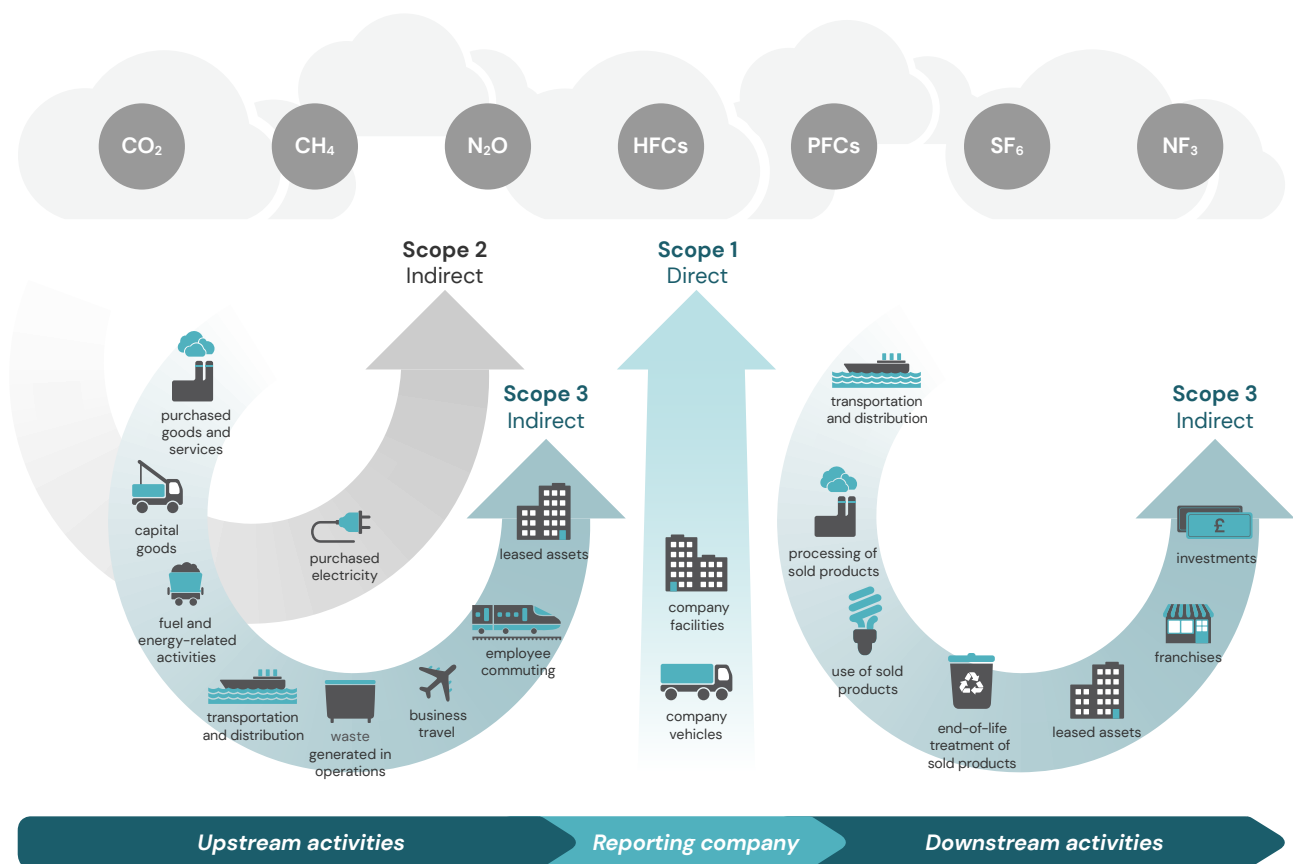 CO₂
CH₄
N₂O
HFCs
PFCs
SF₆
NF₃
Scope 2
Indirect
Scope 1
Direct
Scope 3
Indirect
Scope 3
Indirect
purchased
goods and
services
capital
goods
fuel and
energy-related
activities
transportation
and distribution
waste
generated in
operations
business
travel
employee
commuting
leased assets
purchased
electricity
company
facilities
company
vehicles
transportation
and distribution
processing of
sold products
use of sold
products
end-of-life
treatment of
sold products
leased assets
franchises
£
investments
Upstream activities
Reporting company
Downstream activities